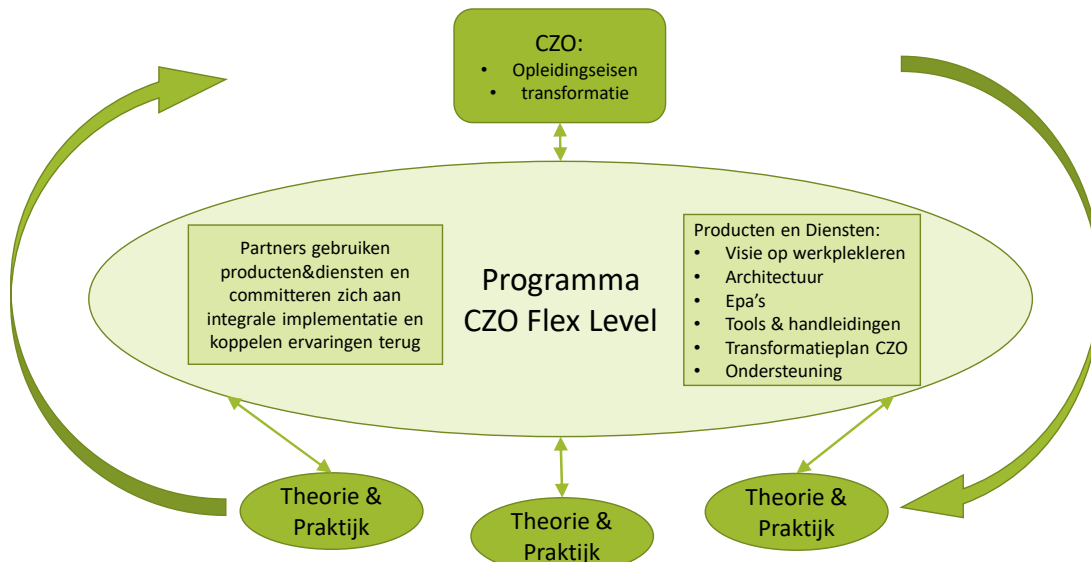 CZO:
• Opleidingseisen
• transformatie
Partners gebruiken
producten&diensten en
committeren zich aan
integrale implementatie en
koppelen ervaringen terug
Programma
CZO Flex Level
Producten en Diensten:
• Visie op werkplekleren
• Architectuur
• Epa’s
• Tools & handleidingen
• Transformatieplan CZO
• Ondersteuning
Theorie &
Praktijk
Theorie &
Praktijk
Theorie &
Praktijk